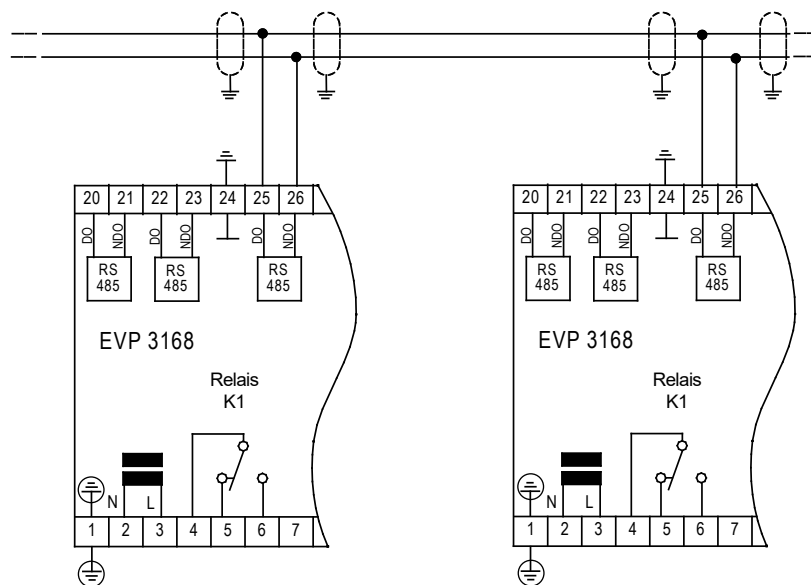 20 21 22 23 24 25 26
DO NDO DO NDO DO NDO
RS 485 RS 485 RS 485
EVP 3168
Relais
K1
N L
1 2 3 4 5 6 7
20 21 22 23 24 25 26
DO NDO DO NDO DO NDO
RS 485 RS 485 RS 485
EVP 3168
Relais
K1
N L
1 2 3 4 5 6 7